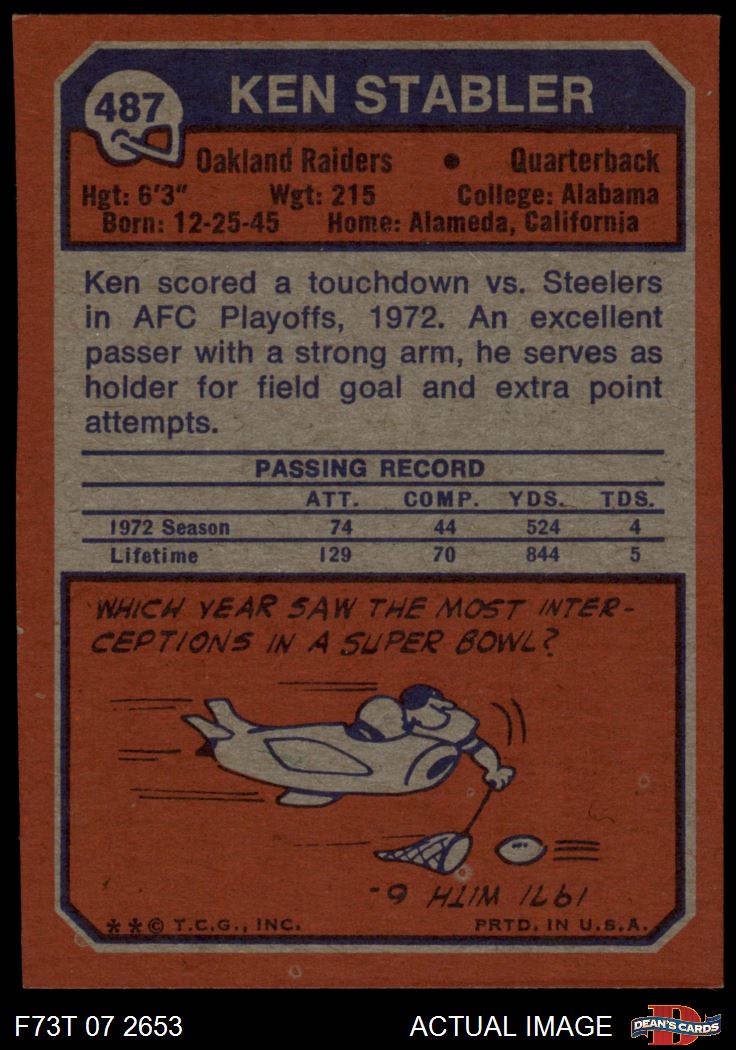 487
KEN STABLER
Oakland Raiders • Quarterback
Hgt: 6'3" Wgt: 215 College: Alabama
Born: 12-25-45 Home: Alameda, California
Ken scored a touchdown vs. Steelers
in AFC Playoffs, 1972. An excellent
passer with a strong arm, he serves as
holder for field goal and extra point
attempts.
PASSING RECORD
ATT. COMP. YDS. TDS.
1972 Season 74 44 524 4
Lifetime 129 70 844 5
WHICH YEAR SAW THE MOST INTER-
CEPTIONS IN A SUPER BOWL?
1971 WITH 9-
**© T.C.G., INC. PRTD. IN U.S.A.
F73T 07 2653 ACTUAL IMAGE DEAN'S CARDS